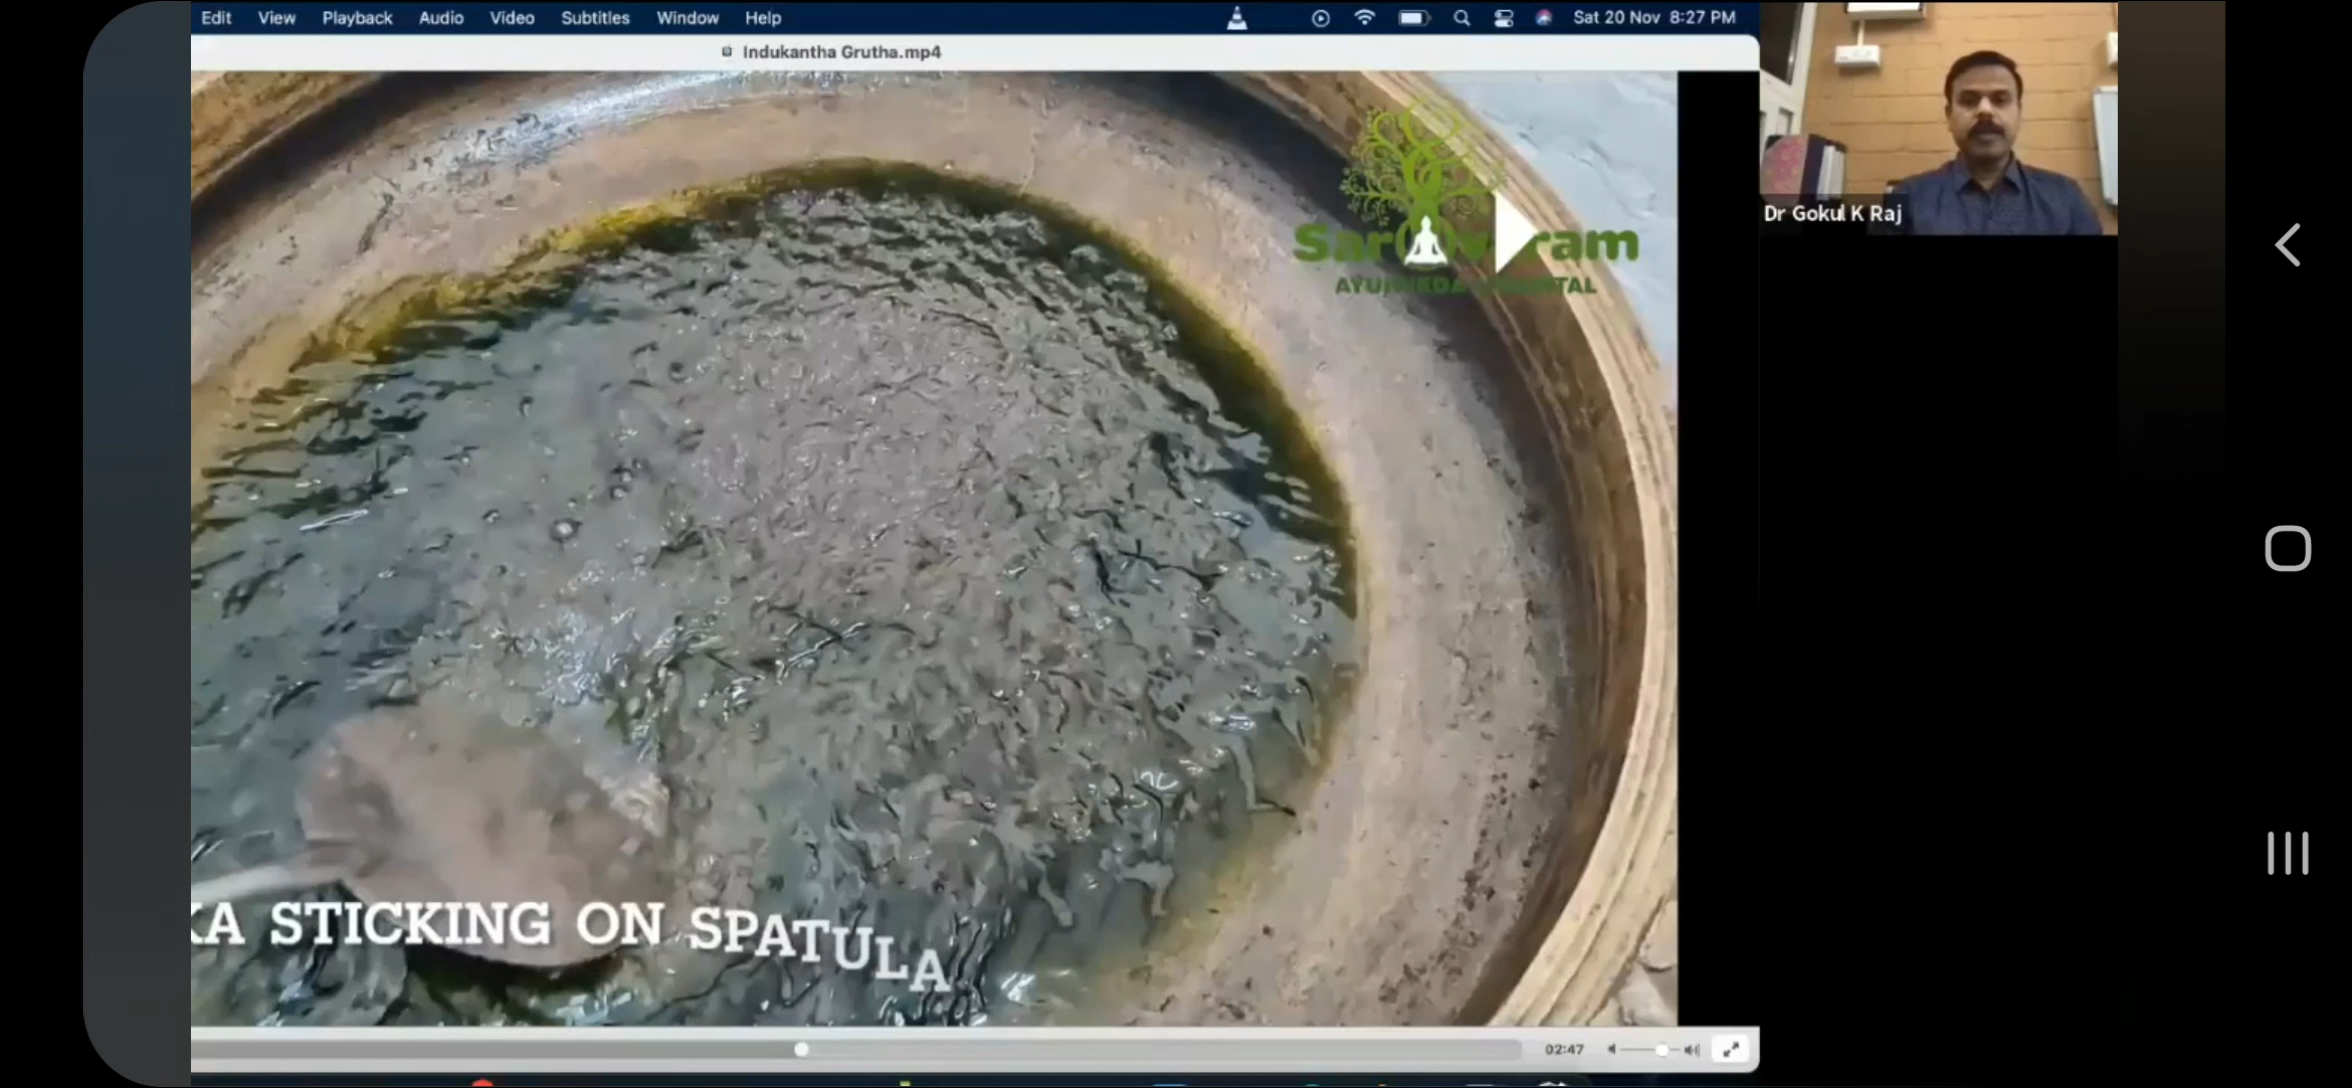 Edit View Playback Audio Video Subtitles Window Help Sat 20 Nov 8:27 PM
Indukantha Grutha.mp4
Dr Gokul K Raj
KA STICKING ON SPATULA
02:47